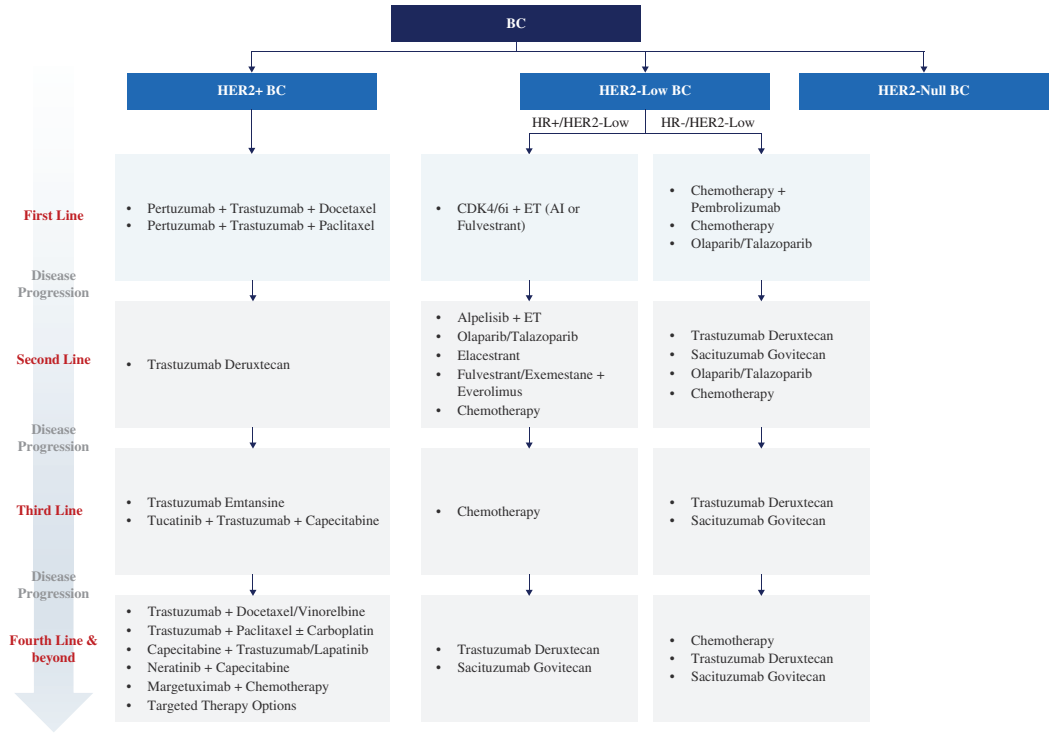 BC
HER2+ BC
HER2-Low BC
HER2-Null BC
HR+/HER2-Low
HR-/HER2-Low
First Line
• Pertuzumab + Trastuzumab + Docetaxel
• Pertuzumab + Trastuzumab + Paclitaxel
• CDK4/6i + ET (AI or
Fulvestrant)
• Chemotherapy +
Pembrolizumab
• Chemotherapy
• Olaparib/Talazoparib
Disease
Progression
Second Line
• Trastuzumab Deruxtecan
• Alpelisib + ET
• Olaparib/Talazoparib
• Elacestrant
• Fulvestrant/Exemestane +
Everolimus
• Chemotherapy
• Trastuzumab Deruxtecan
• Sacituzumab Govitecan
• Olaparib/Talazoparib
• Chemotherapy
Disease
Progression
Third Line
• Trastuzumab Emtansine
• Tucatinib + Trastuzumab + Capecitabine
• Chemotherapy
• Trastuzumab Deruxtecan
• Sacituzumab Govitecan
Disease
Progression
Fourth Line &
beyond
• Trastuzumab + Docetaxel/Vinorelbine
• Trastuzumab + Paclitaxel ± Carboplatin
• Capecitabine + Trastuzumab/Lapatinib
• Neratinib + Capecitabine
• Margetuximab + Chemotherapy
• Targeted Therapy Options
• Trastuzumab Deruxtecan
• Sacituzumab Govitecan
• Chemotherapy
• Trastuzumab Deruxtecan
• Sacituzumab Govitecan